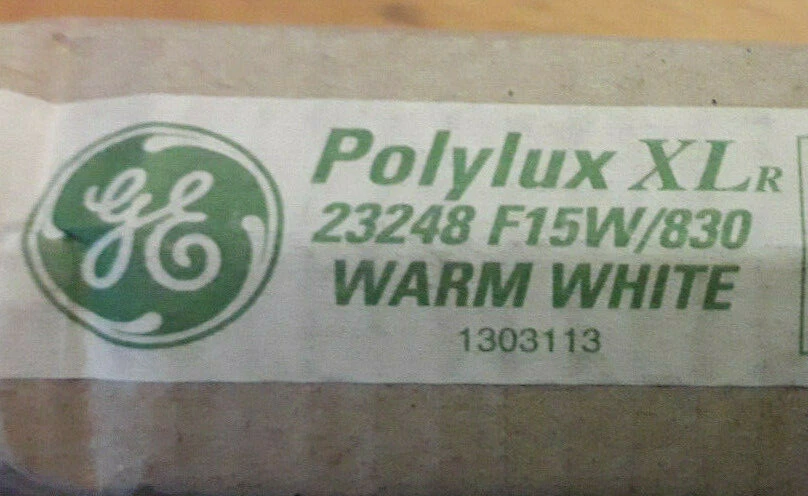 GE
Polylux XLR
23248 F15W/830
WARM WHITE
1303113